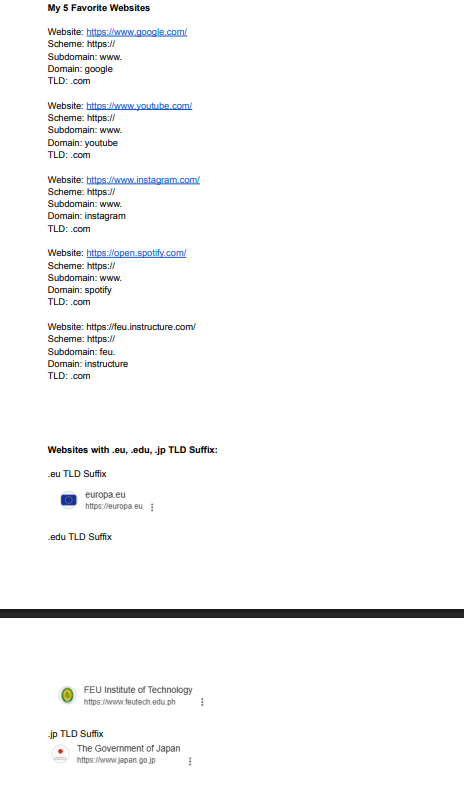 My 5 Favorite Websites
Website: https://www.google.com/
Scheme: https://
Subdomain: www.
Domain: google
TLD: .com
Website: https://www.youtube.com/
Scheme: https://
Subdomain: www.
Domain: youtube
TLD: .com
Website: https://www.instagram.com/
Scheme: https://
Subdomain: www.
Domain: instagram
TLD: .com
Website: https://open.spotify.com/
Scheme: https://
Subdomain: www.
Domain: spotify
TLD: .com
Website: https://feu.instructure.com/
Scheme: https://
Subdomain: feu.
Domain: instructure
TLD: .com
Websites with .eu, .edu, .jp TLD Suffix:
.eu TLD Suffix
europa.eu
https://europa.eu
.edu TLD Suffix
FEU Institute of Technology
https://www.feutech.edu.ph
.jp TLD Suffix
The Government of Japan
https://www.japan.go.jp